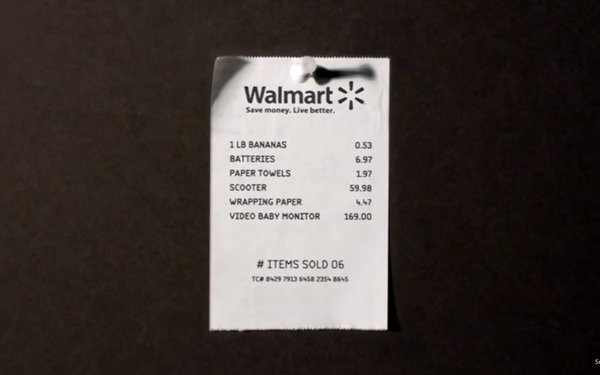 Walmart
Save money. Live better.
1 LB BANANAS 0.53
BATTERIES 6.97
PAPER TOWELS 1.97
SCOOTER 59.98
WRAPPING PAPER 4.47
VIDEO BABY MONITOR 169.00
# ITEMS SOLD 06
TC# 8429 7913 6458 2354 8645